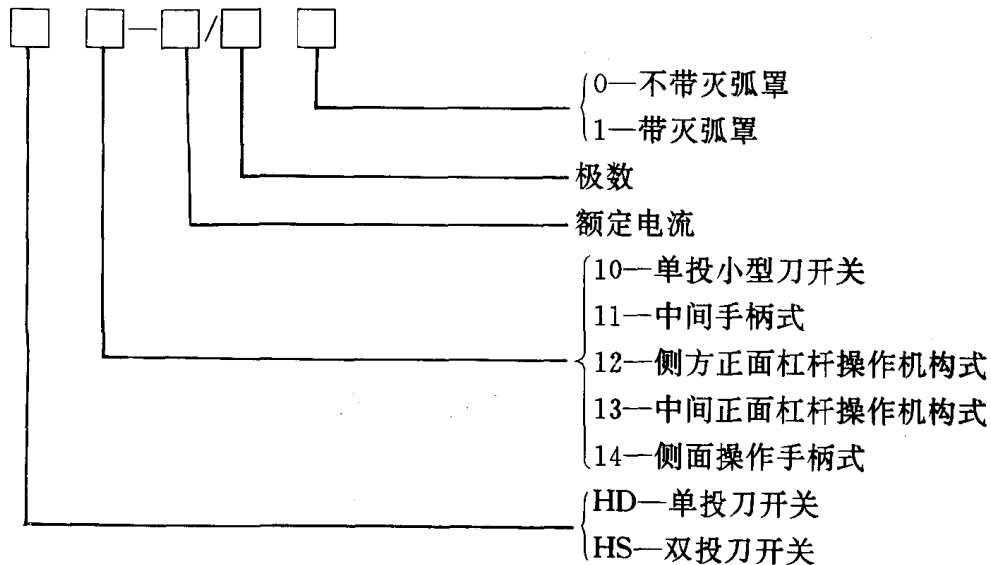 □ □—□/□ □
0—不带灭弧罩
1—带灭弧罩
极数
额定电流
10—单投小型刀开关
11—中间手柄式
12—侧方正面杠杆操作机构式
13—中间正面杠杆操作机构式
14—侧面操作手柄式
HD—单投刀开关
HS—双投刀开关